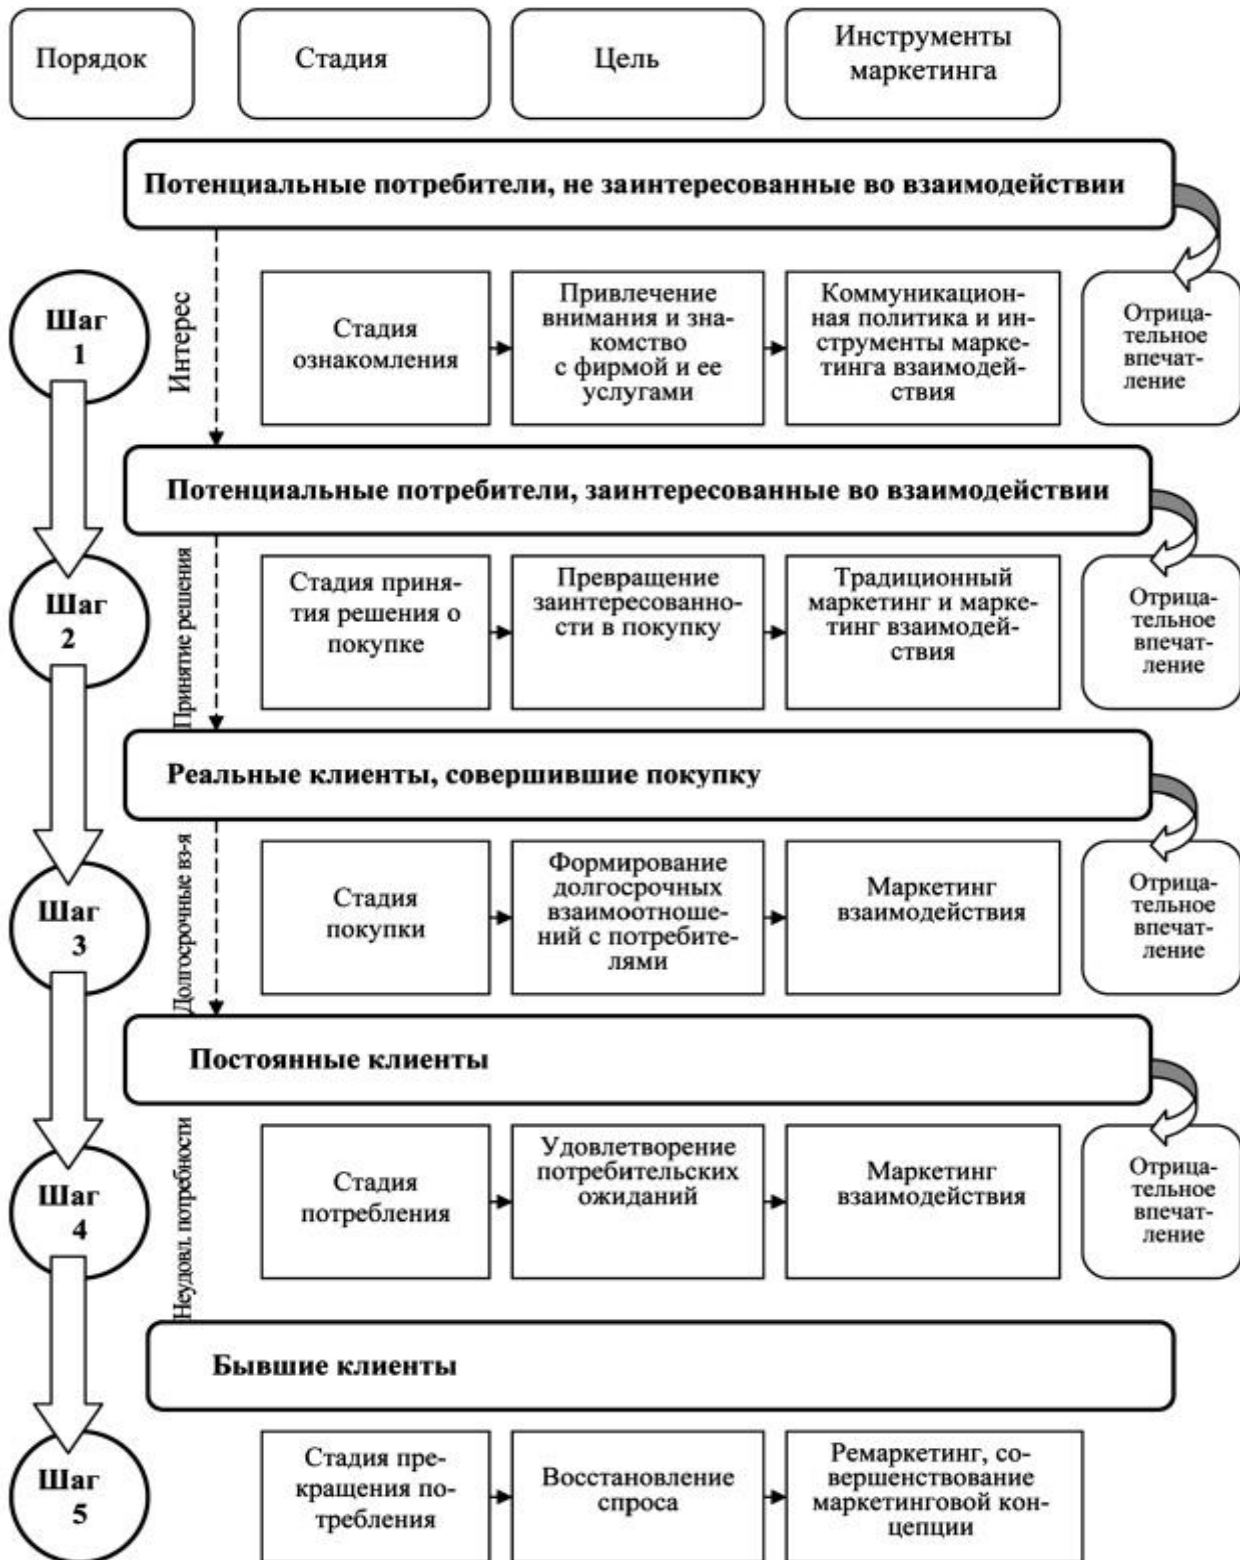 Порядок
Стадия
Цель
Инструменты
маркетинга
Потенциальные потребители, не заинтересованные во взаимодействии
Шаг
1
Интерес
Стадия
ознакомления
Привлечение
внимания и зна-
комство
с фирмой и ее
услугами
Коммуникацион-
ная политика и ин-
струменты марке-
тинга взаимодей-
ствия
Отрица-
тельное
впечат-
ление
Потенциальные потребители, заинтересованные во взаимодействии
Шаг
2
Принятие решения
Стадия приня-
тия решения о
покупке
Превращение
заинтересованно-
сти в покупку
Традиционный
маркетинг и марке-
тинг взаимодей-
ствия
Отрица-
тельное
впечат-
ление
Реальные клиенты, совершившие покупку
Шаг
3
Долгосрочные вз-я
Стадия
покупки
Формирование
долгосрочных
взаимоотноше-
ний с потребите-
лями
Маркетинг
взаимодействия
Отрица-
тельное
впечат-
ление
Постоянные клиенты
Шаг
4
Неудовл. потребности
Стадия
потребления
Удовлетворение
потребительских
ожиданий
Маркетинг
взаимодействия
Отрица-
тельное
впечат-
ление
Бывшие клиенты
Шаг
5
Стадия пре-
кращения по-
требления
Восстановление
спроса
Ремаркетинг, со-
вершенствование
маркетинговой кон-
цепции